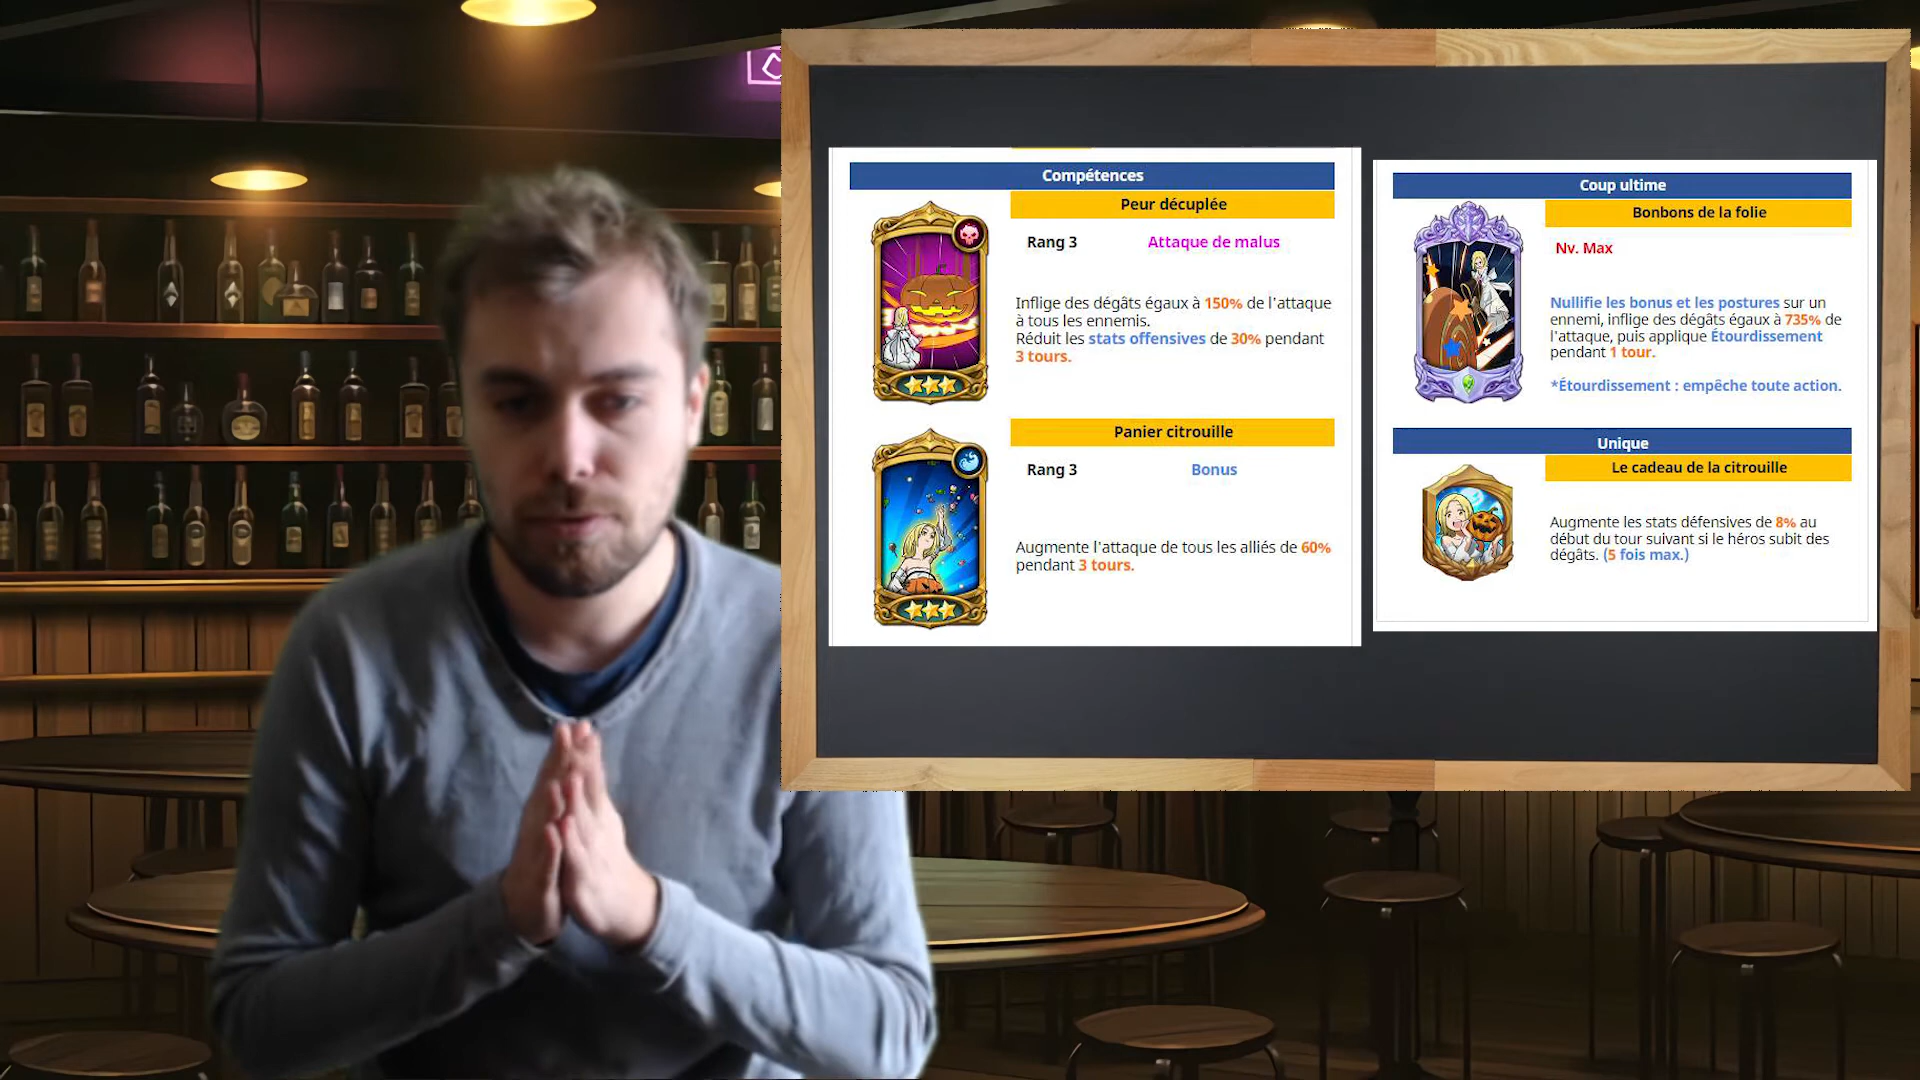 Compétences
Peur décuplée
Rang 3
Attaque de malus
Inflige des dégâts égaux à 150% de l'attaque
à tous les ennemis.
Réduit les stats offensives de 30% pendant
3 tours.
Panier citrouille
Rang 3
Bonus
Augmente l'attaque de tous les alliés de 60%
pendant 3 tours.
Coup ultime
Bonbons de la folie
Nv. Max
Nullifie les bonus et les postures sur un
ennemi, inflige des dégâts égaux à 735% de
l'attaque, puis applique Étourdissement
pendant 1 tour.
*Étourdissement : empêche toute action.
Unique
Le cadeau de la citrouille
Augmente les stats défensives de 8% au
début du tour suivant si le héros subit des
dégâts. (5 fois max.)